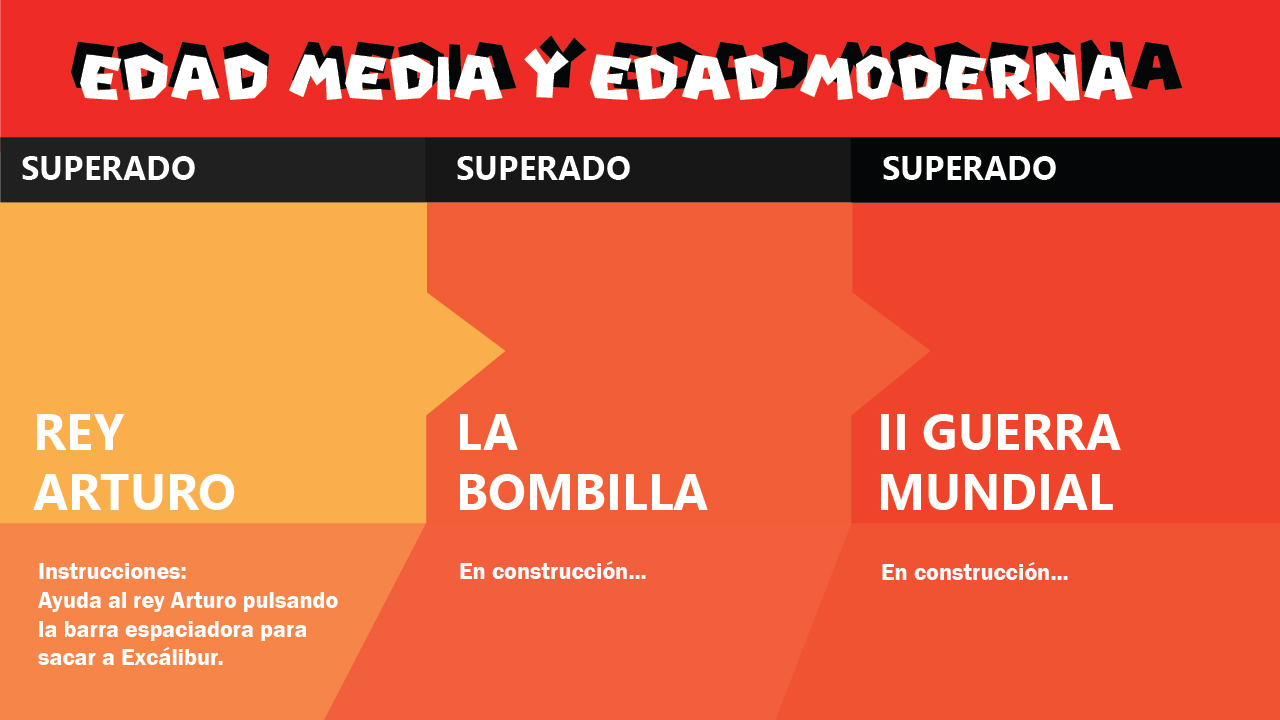 EDAD MEDIA Y EDAD MODERNA
SUPERADO
SUPERADO
SUPERADO
REY
ARTURO
Instrucciones:
Ayuda al rey Arturo pulsando
la barra espaciadora para
sacar a Excálibur.
LA
BOMBILLA
En construcción...
II GUERRA
MUNDIAL
En construcción...